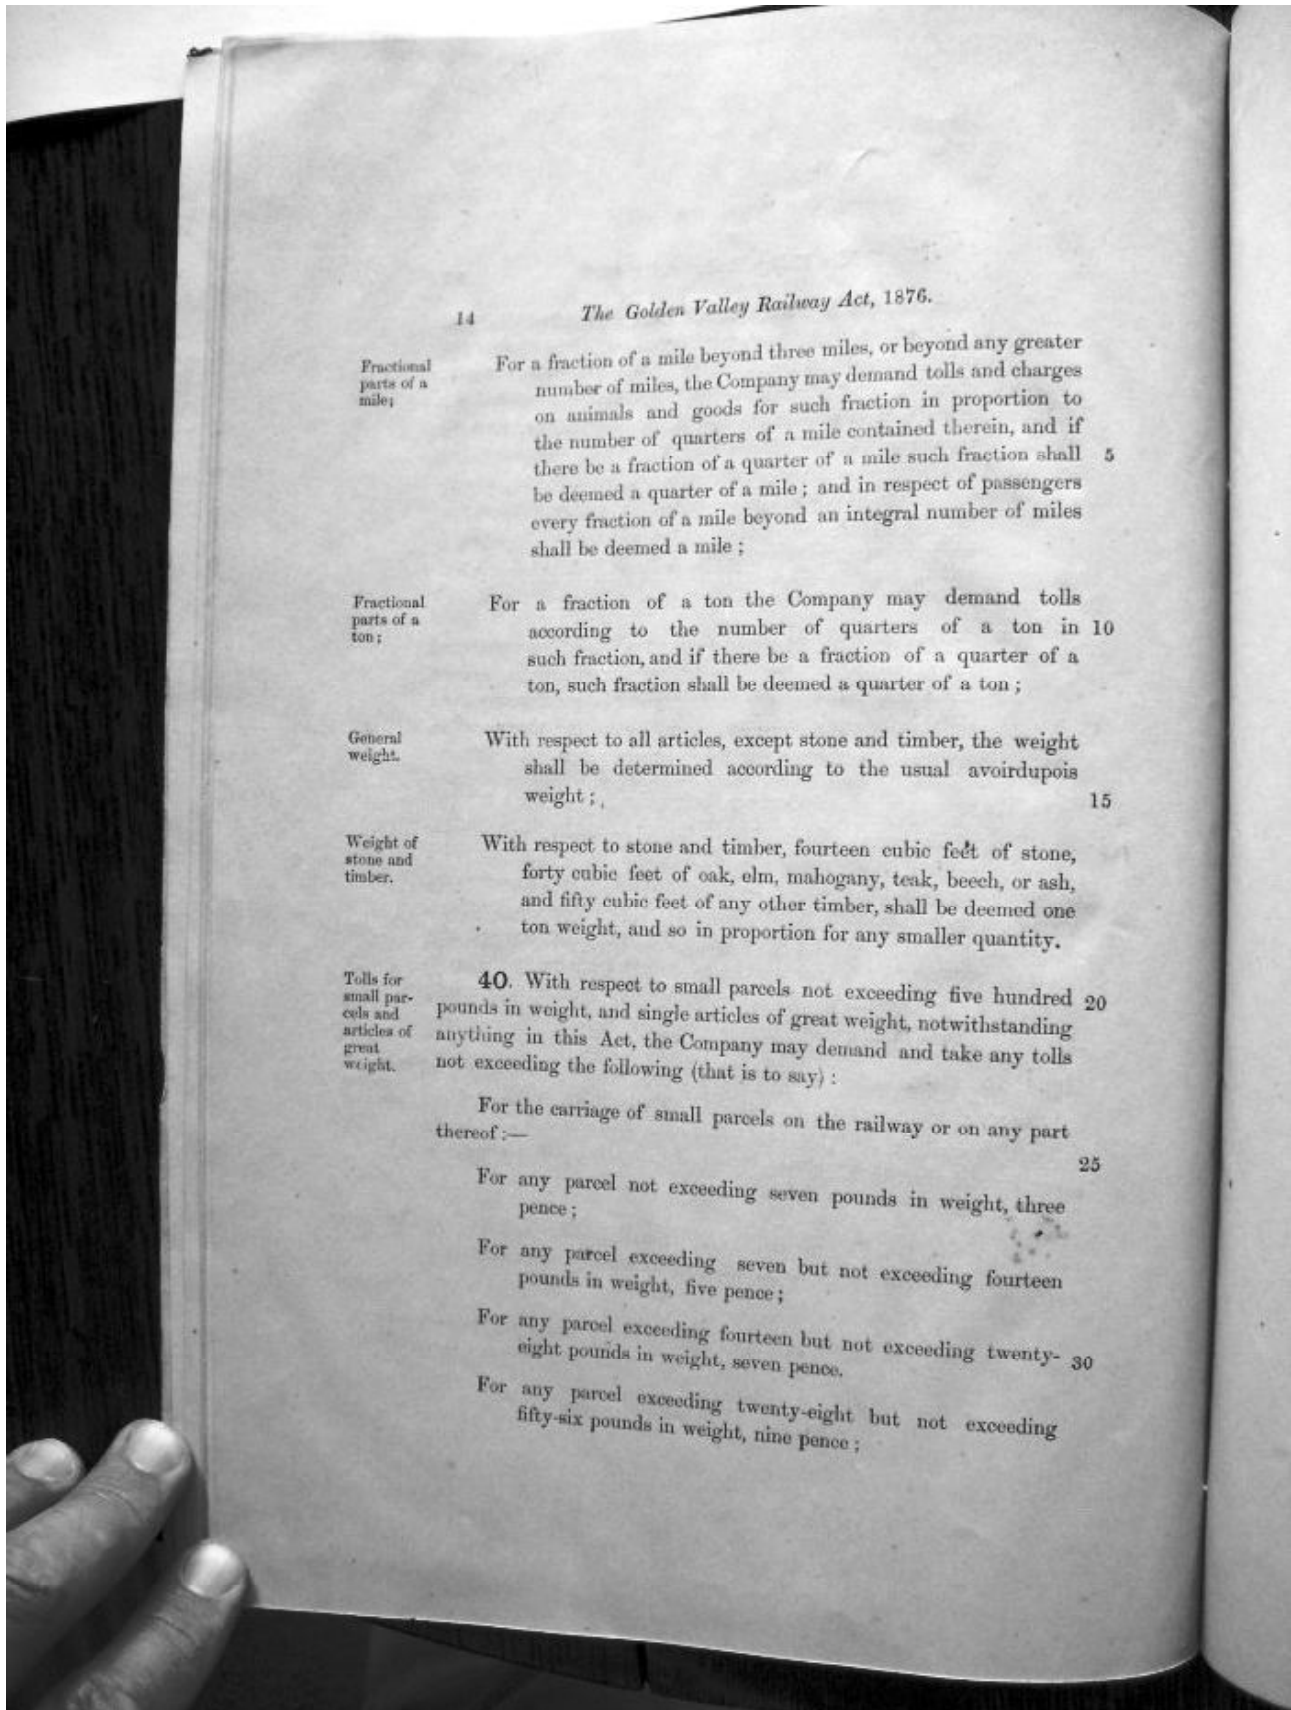 14 The Golden Valley Railway Act, 1876.
Fractional
parts of a
mile;
For a fraction of a mile beyond three miles, or beyond any greater
number of miles, the Company may demand tolls and charges
on animals and goods for such fraction in proportion to
the number of quarters of a mile contained therein, and if
there be a fraction of a quarter of a mile such fraction shall 5
be deemed a quarter of a mile; and in respect of passengers
every fraction of a mile beyond an integral number of miles
shall be deemed a mile;
Fractional
parts of a
ton;
For a fraction of a ton the Company may demand tolls
according to the number of quarters of a ton in 10
such fraction, and if there be a fraction of a quarter of a
ton, such fraction shall be deemed a quarter of a ton;
General
weight.
With respect to all articles, except stone and timber, the weight
shall be determined according to the usual avoirdupois
weight; 15
Weight of
stone and
timber.
With respect to stone and timber, fourteen cubic feet of stone,
forty cubic feet of oak, elm, mahogany, teak, beech, or ash,
and fifty cubic feet of any other timber, shall be deemed one
ton weight, and so in proportion for any smaller quantity.
Tolls for
small par-
cels and
articles of
great
weight.
40. With respect to small parcels not exceeding five hundred 20
pounds in weight, and single articles of great weight, notwithstanding
anything in this Act, the Company may demand and take any tolls
not exceeding the following (that is to say):
For the carriage of small parcels on the railway or on any part
thereof:—
25
For any parcel not exceeding seven pounds in weight, three
pence;
For any parcel exceeding seven but not exceeding fourteen
pounds in weight, five pence;
For any parcel exceeding fourteen but not exceeding twenty- 30
eight pounds in weight, seven pence.
For any parcel exceeding twenty-eight but not exceeding
fifty-six pounds in weight, nine pence;